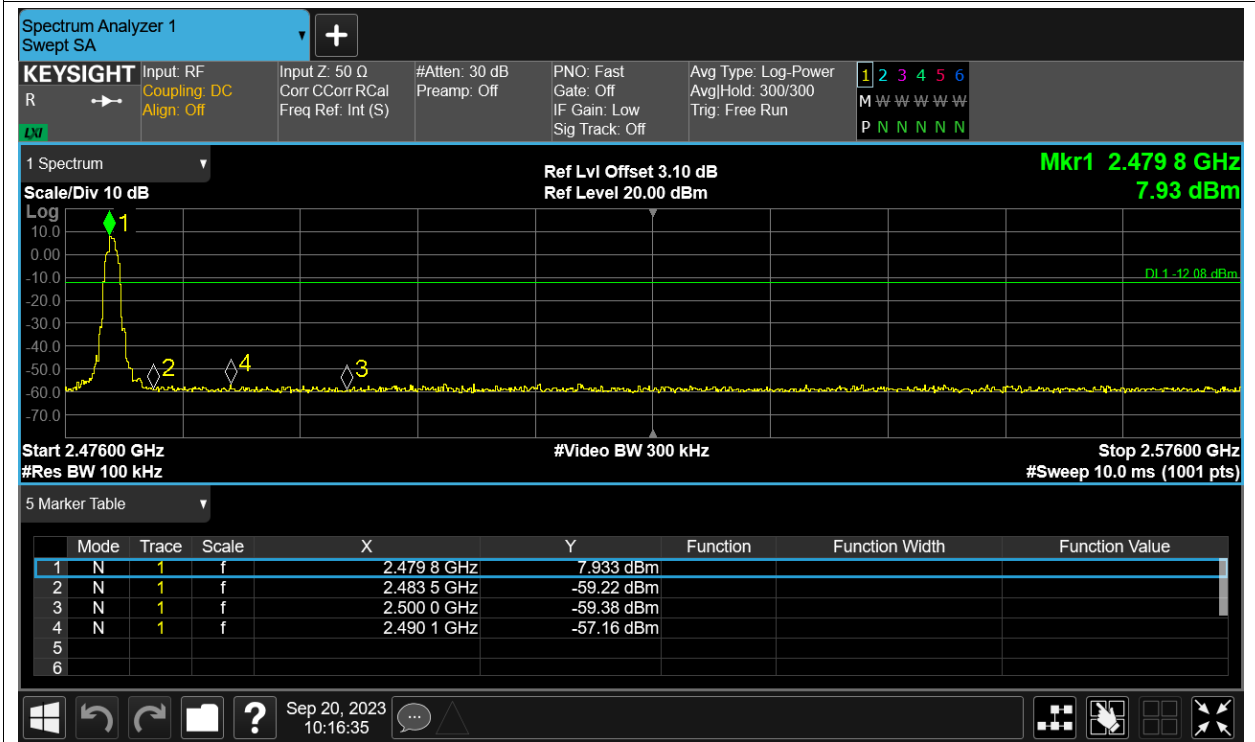 Spectrum Analyzer 1
Swept SA
+
KEYSIGHT
R
LXI
Input: RF
Coupling: DC
Align: Off
Input Z: 50 Ω
Corr CCorr RCal
Freq Ref: Int (S)
#Atten: 30 dB
Preamp: Off
PNO: Fast
Gate: Off
IF Gain: Low
Sig Track: Off
Avg Type: Log-Power
Avg|Hold: 300/300
Trig: Free Run
1 2 3 4 5 6
M W W W W W
P N N N N N
1 Spectrum
Scale/Div 10 dB
Ref Lvl Offset 3.10 dB
Ref Level 20.00 dBm
Mkr1 2.479 8 GHz
7.93 dBm
Log
10.0
0.00
-10.0
-20.0
-30.0
-40.0
-50.0
-60.0
-70.0
1
2
4
3
DL1 -12.08 dBm
Start 2.47600 GHz
#Video BW 300 kHz
Stop 2.57600 GHz
#Res BW 100 kHz
#Sweep 10.0 ms (1001 pts)
5 Marker Table
Mode Trace Scale X Y Function Function Width Function Value
1 N 1 f 2.479 8 GHz 7.933 dBm
2 N 1 f 2.483 5 GHz -59.22 dBm
3 N 1 f 2.500 0 GHz -59.38 dBm
4 N 1 f 2.490 1 GHz -57.16 dBm
5
6
?
Sep 20, 2023
10:16:35